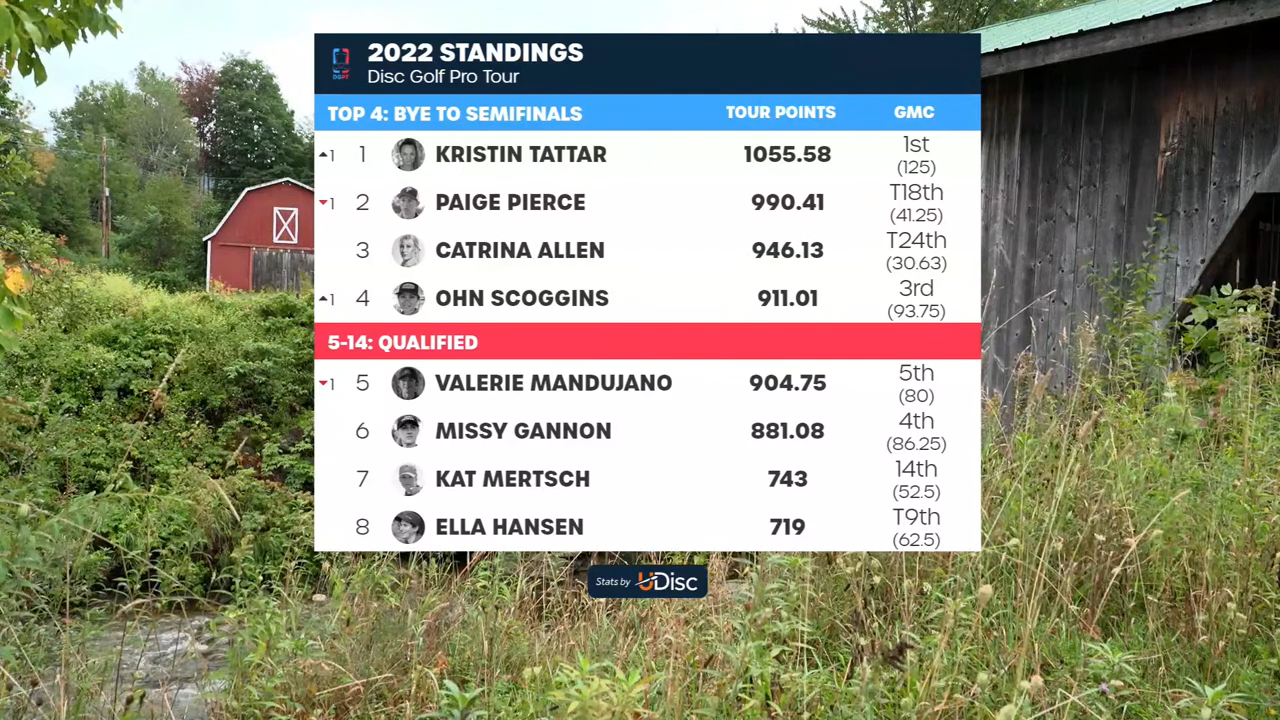 2022 STANDINGS
Disc Golf Pro Tour
DGPT
TOP 4: BYE TO SEMIFINALS TOUR POINTS GMC
1 1 KRISTIN TATTAR 1055.58 1st (125)
1 2 PAIGE PIERCE 990.41 T18th (41.25)
3 CATRINA ALLEN 946.13 T24th (30.63)
1 4 OHN SCOGGINS 911.01 3rd (93.75)
5-14: QUALIFIED
1 5 VALERIE MANDUJANO 904.75 5th (80)
6 MISSY GANNON 881.08 4th (86.25)
7 KAT MERTSCH 743 14th (52.5)
8 ELLA HANSEN 719 T9th (62.5)
Stats by UDisc